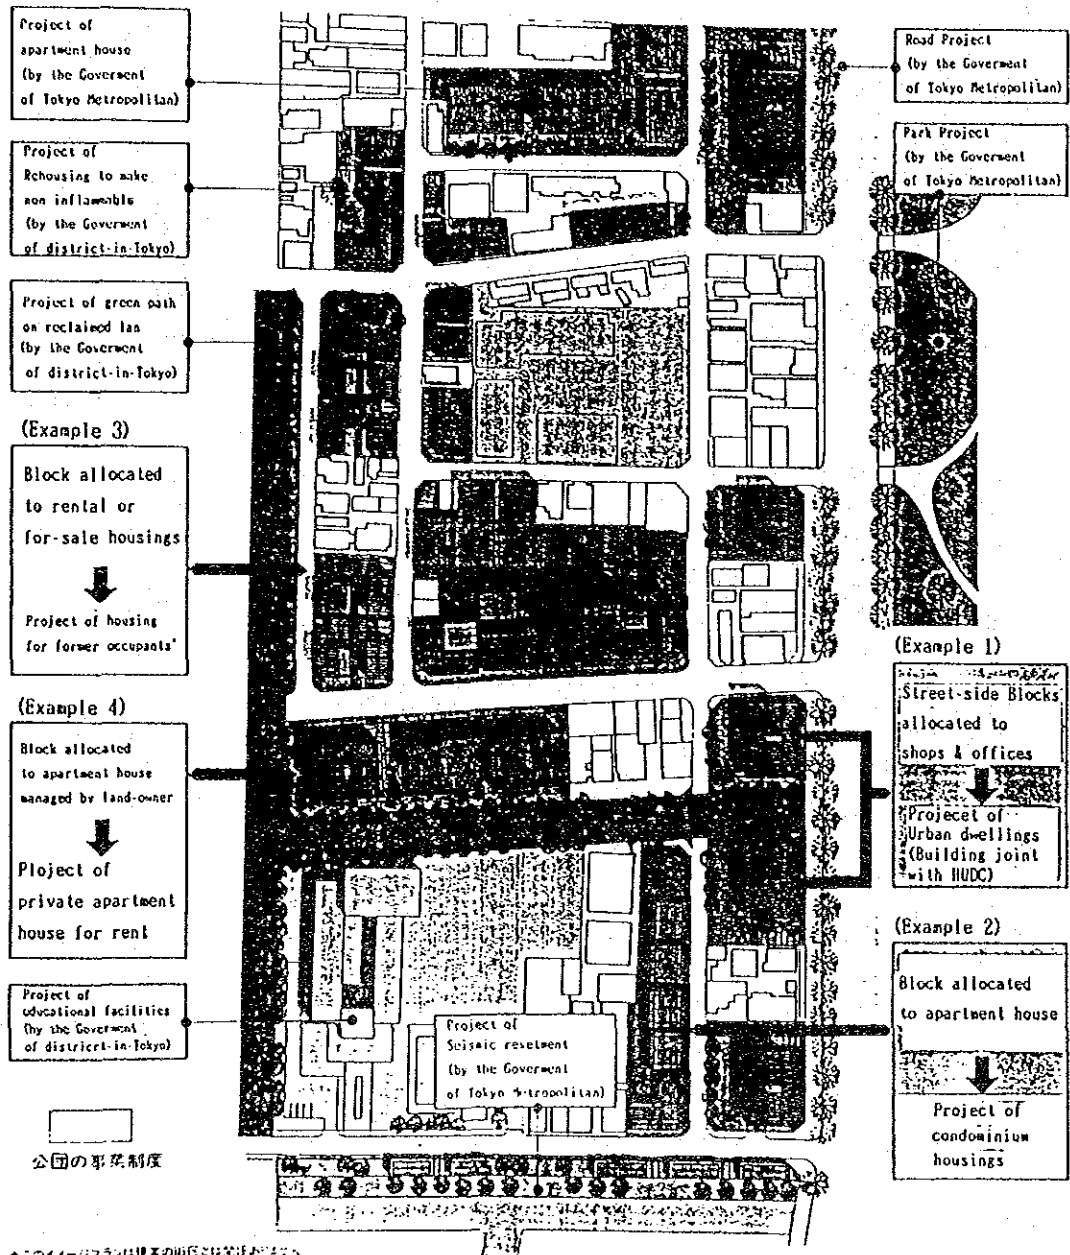 Project of
apartment house
(by the Goverment
of Tokyo Metropolitan)
Road Project
(by the Goverment
of Tokyo Metropolitan)
Park Project
(by the Goverment
of Tokyo Metropolitan)
Project of
Rehousing to make
non inflammable
(by the Goverment
of district-in-Tokyo)
Project of green path
on reclaimed lan
(by the Goverment
of district-in-Tokyo)
(Example 3)
Block allocated
to rental or
for-sale housings
Project of housing
for former occupants'
(Example 4)
Block allocated
to apartment house
managed by land-owner
Ploject of
private apartment
house for rent
Project of
educational facilities
(by the Goverment
of district-in-Tokyo)
Project of
Seismic revetment
(by the Goverment
of Tokyo Metropolitan)
(Example 1)
Street-side Blocks
allocated to
shops & offices
Projecet of
Urban dwellings
(Building joint
with HUDC)
(Example 2)
Block allocated
to apartment house
Project of
condominium
housings
公団の事業制度